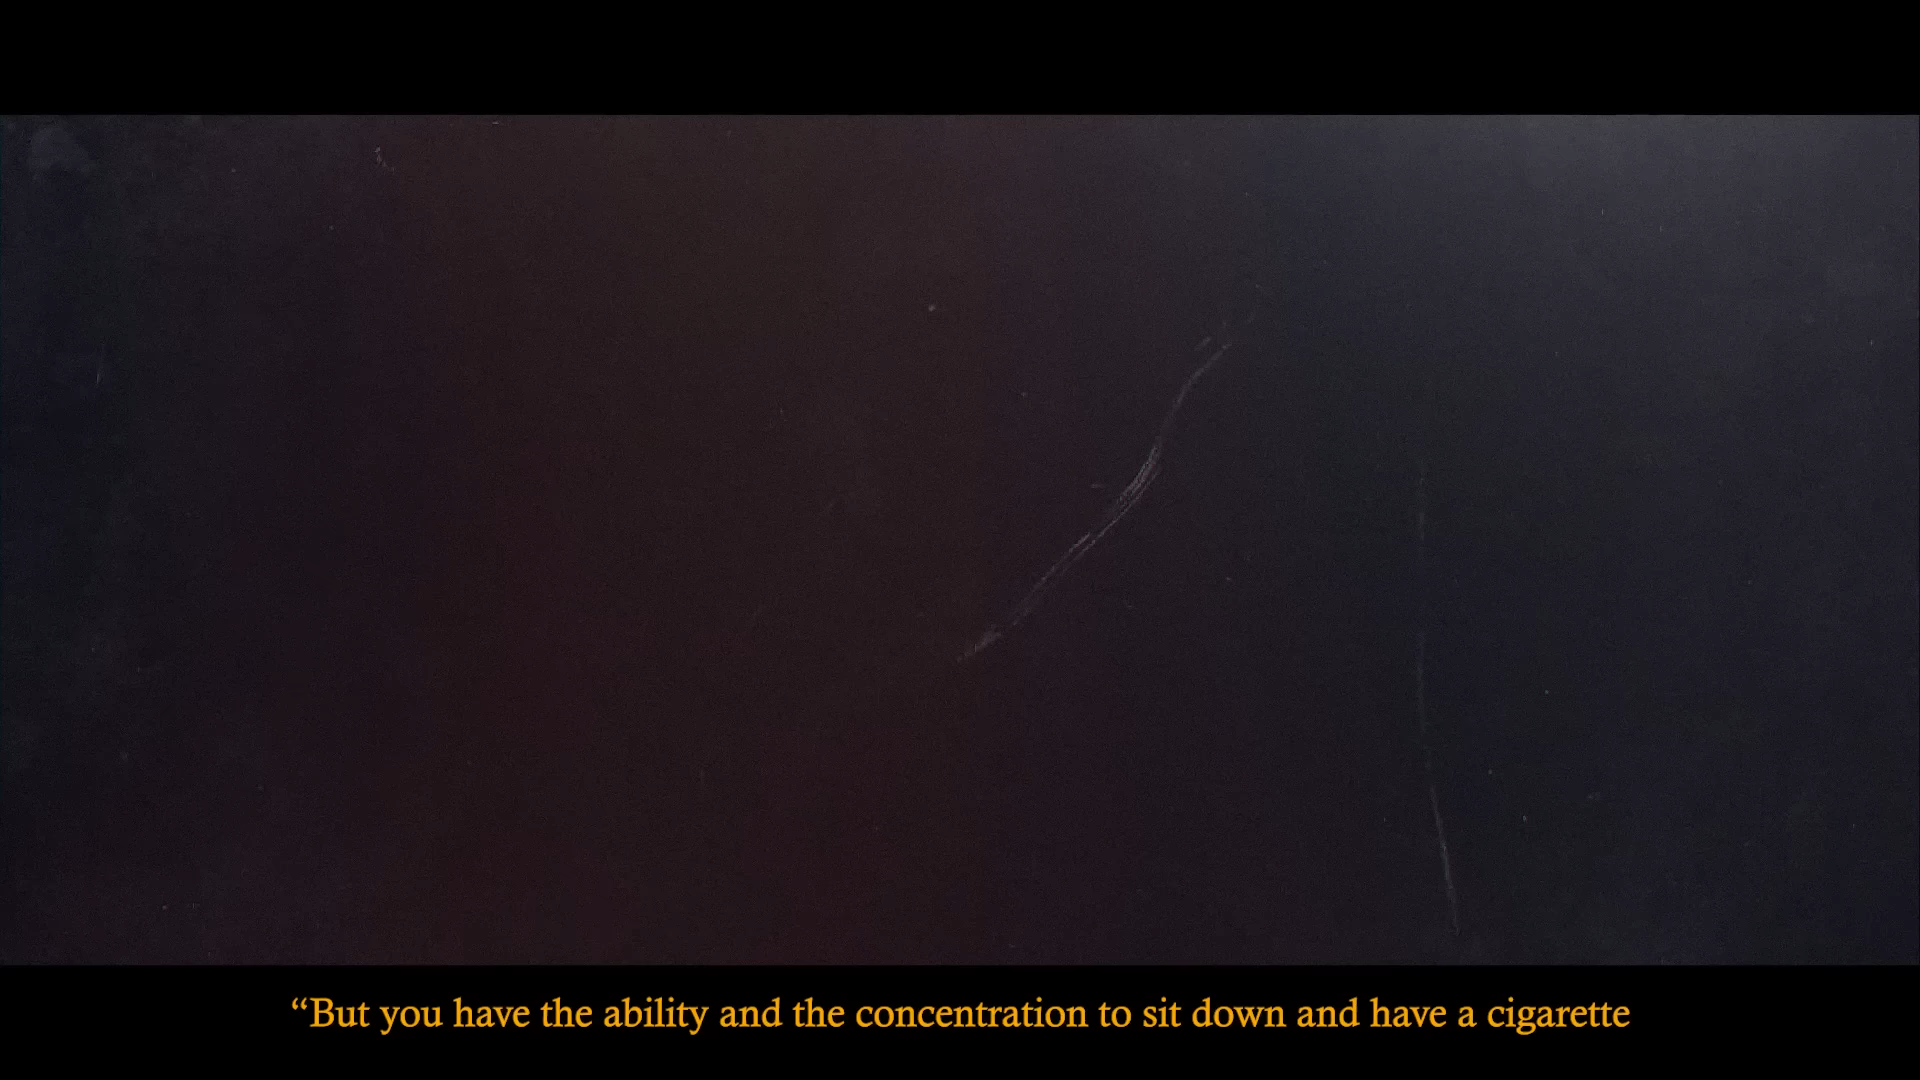 “But you have the ability and the concentration to sit down and have a cigarette